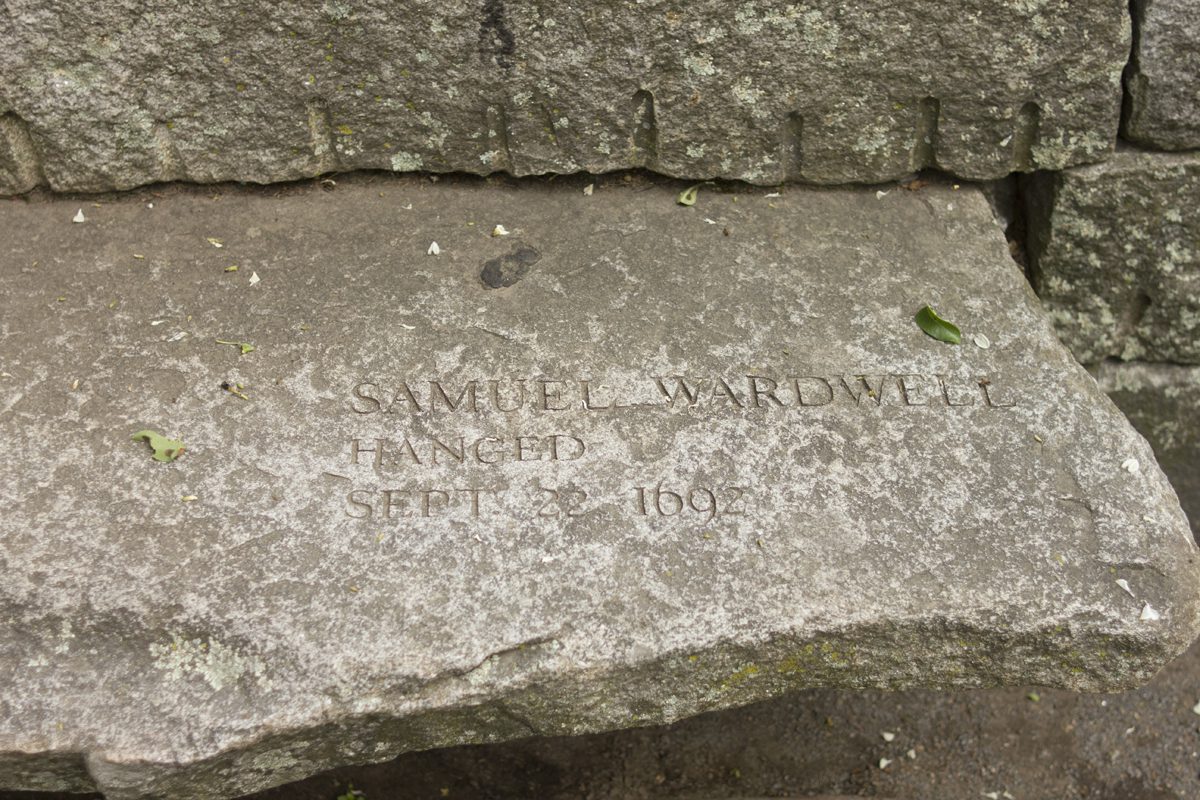 SAMUEL WARDWELL
HANGED
SEPT 22 1692